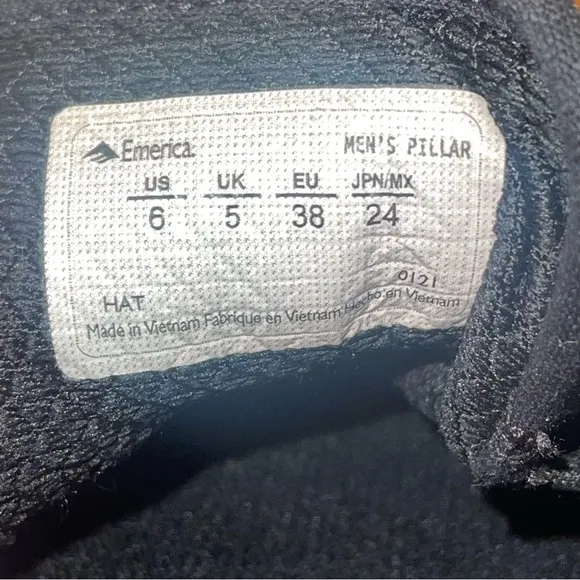 Emerica. MEN'S PILLAR
US UK EU JPN/MX
6 5 38 24
HAT 0121
Made in Vietnam Fabrique en Vietnam Hecho en Vietnam